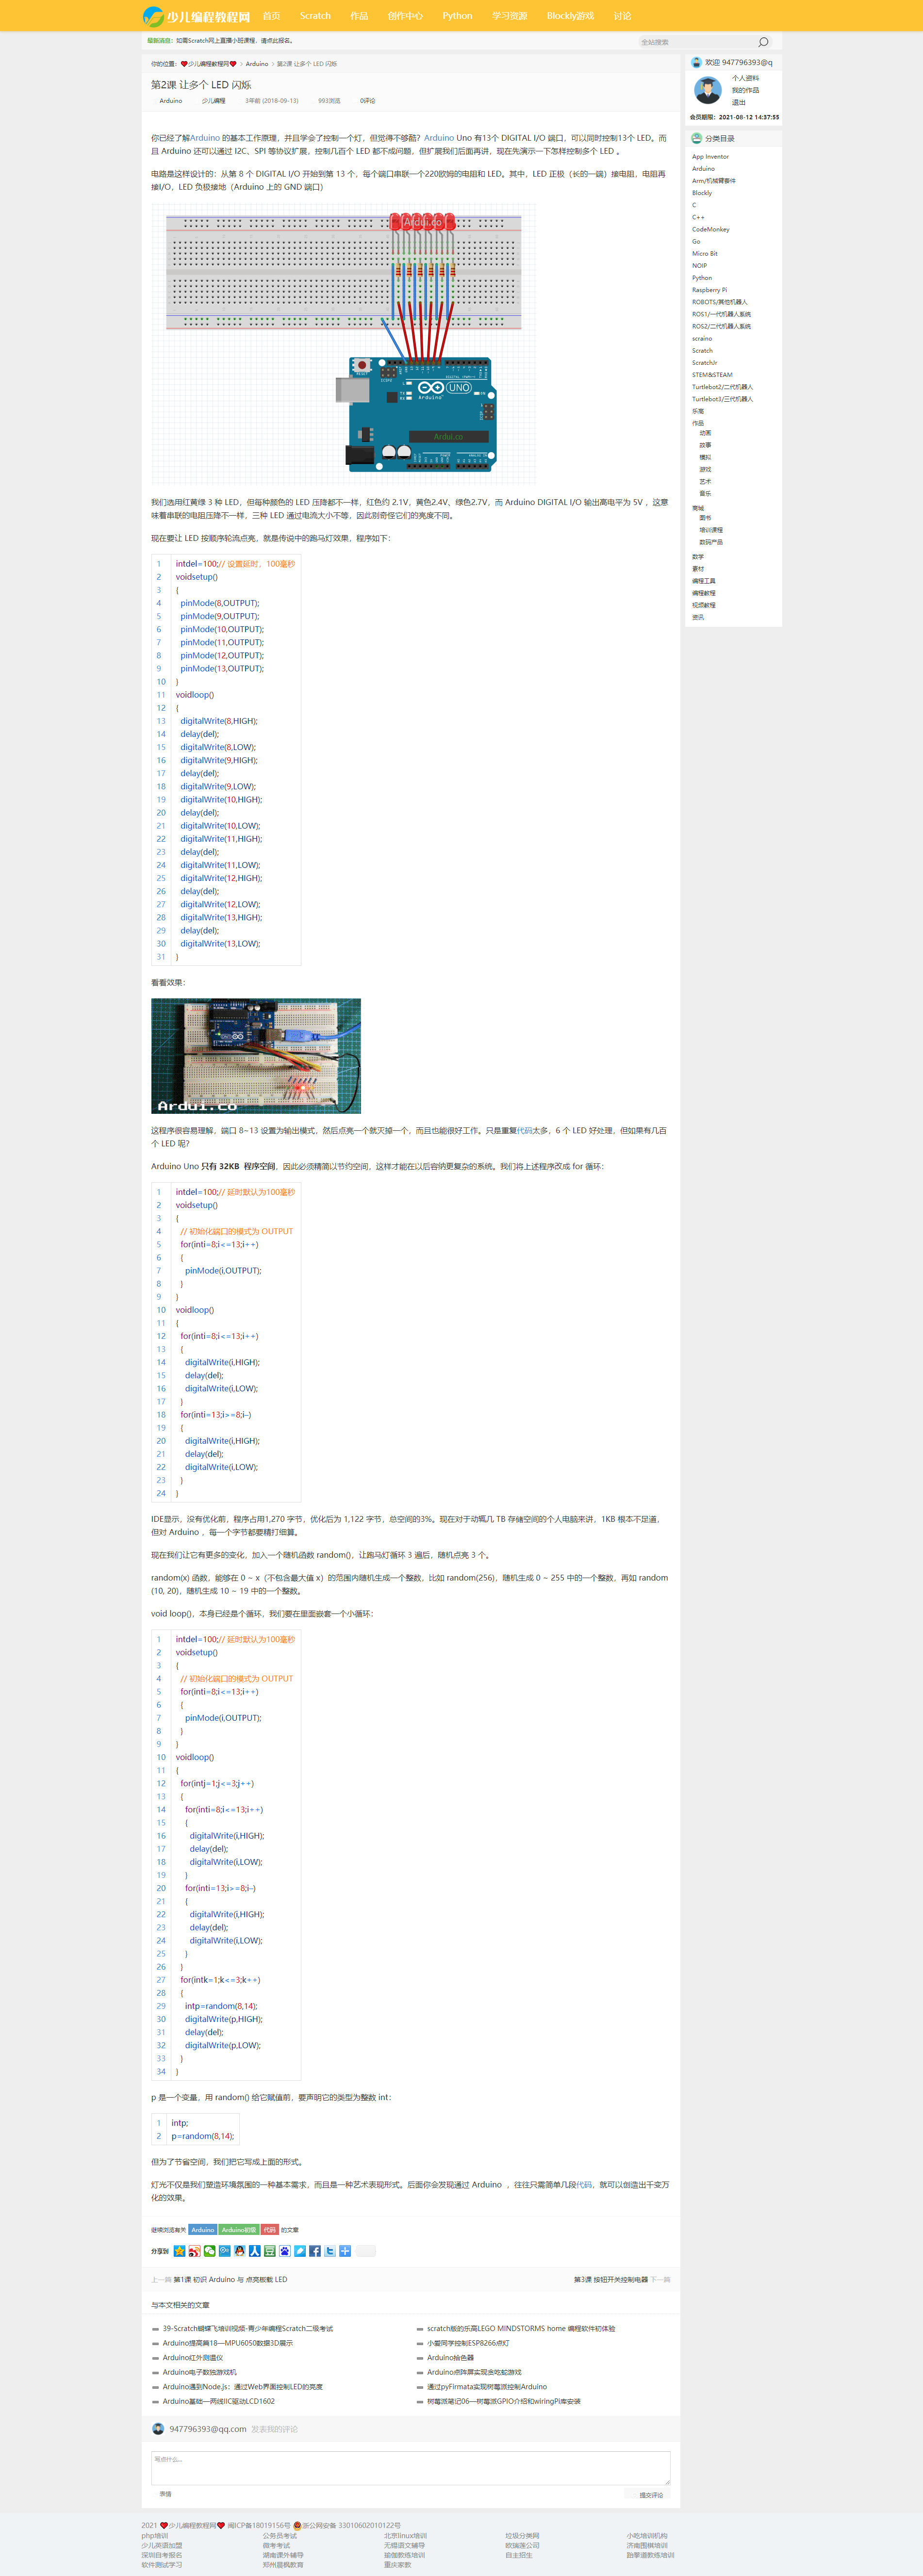 少儿编程教程网 首页 Scratch 作品 创作中心 Python 学习资源 Blockly游戏 讨论
最新消息：如需Scratch网上直播小班课程，请点此报名。
全站搜索
你的位置：❤少儿编程教程网❤ > Arduino > 第2课 让多个 LED 闪烁
第2课 让多个 LED 闪烁
Arduino 少儿编程 3年前 (2018-09-13) 993浏览 0评论
你已经了解Arduino 的基本工作原理，并且学会了控制一个灯，但觉得不够酷？Arduino Uno 有13个 DIGITAL I/O 端口，可以同时控制13个 LED。而
且 Arduino 还可以通过 I2C、SPI 等协议扩展，控制几百个 LED 都不成问题，但扩展我们后面再讲，现在先演示一下怎样控制多个 LED 。
电路是这样设计的：从第 8 个 DIGITAL I/O 开始到第 13 个，每个端口串联一个220欧姆的电阻和 LED。其中，LED 正极（长的一端）接电阻，电阻再
接I/O，LED 负极接地（Arduino 上的 GND 端口）
Ardui.co
UNO
Arduino
Ardui.co
我们选用红黄绿 3 种 LED，但每种颜色的 LED 压降都不一样，红色约 2.1V，黄色2.4V、绿色2.7V，而 Arduino DIGITAL I/O 输出高电平为 5V ，这意
味着串联的电阻压降不一样，三种 LED 通过电流大小不等，因此别奇怪它们的亮度不同。
现在要让 LED 按顺序轮流点亮，就是传说中的跑马灯效果，程序如下：
1 intdel=100;// 设置延时，100毫秒
2 voidsetup()
3 {
4 pinMode(8,OUTPUT);
5 pinMode(9,OUTPUT);
6 pinMode(10,OUTPUT);
7 pinMode(11,OUTPUT);
8 pinMode(12,OUTPUT);
9 pinMode(13,OUTPUT);
10 }
11 voidloop()
12 {
13 digitalWrite(8,HIGH);
14 delay(del);
15 digitalWrite(8,LOW);
16 digitalWrite(9,HIGH);
17 delay(del);
18 digitalWrite(9,LOW);
19 digitalWrite(10,HIGH);
20 delay(del);
21 digitalWrite(10,LOW);
22 digitalWrite(11,HIGH);
23 delay(del);
24 digitalWrite(11,LOW);
25 digitalWrite(12,HIGH);
26 delay(del);
27 digitalWrite(12,LOW);
28 digitalWrite(13,HIGH);
29 delay(del);
30 digitalWrite(13,LOW);
31 }
看看效果：
Ardui.co
这程序很容易理解，端口 8~13 设置为输出模式，然后点亮一个就灭掉一个，而且也能很好工作。只是重复代码太多，6 个 LED 好处理，但如果有几百
个 LED 呢？
Arduino Uno 只有 32KB 程序空间，因此必须精简以节约空间，这样才能在以后容纳更复杂的系统。我们将上述程序改成 for 循环：
1 intdel=100;// 延时默认为100毫秒
2 voidsetup()
3 {
4 // 初始化端口的模式为 OUTPUT
5 for(inti=8;i<=13;i++)
6 {
7 pinMode(i,OUTPUT);
8 }
9 }
10 voidloop()
11 {
12 for(inti=8;i<=13;i++)
13 {
14 digitalWrite(i,HIGH);
15 delay(del);
16 digitalWrite(i,LOW);
17 }
18 for(inti=13;i>=8;i–)
19 {
20 digitalWrite(i,HIGH);
21 delay(del);
22 digitalWrite(i,LOW);
23 }
24 }
IDE显示，没有优化前，程序占用1,270 字节，优化后为 1,122 字节，总空间的3%。现在对于动辄几 TB 存储空间的个人电脑来讲，1KB 根本不足道，
但对 Arduino ，每一个字节都要精打细算。
现在我们让它有更多的变化，加入一个随机函数 random()，让跑马灯循环 3 遍后，随机点亮 3 个。
random(x) 函数，能够在 0 ~ x（不包含最大值 x）的范围内随机生成一个整数，比如 random(256)，随机生成 0 ~ 255 中的一个整数，再如 random
(10, 20)，随机生成 10 ~ 19 中的一个整数。
void loop()，本身已经是个循环，我们要在里面嵌套一个小循环：
1 intdel=100;// 延时默认为100毫秒
2 voidsetup()
3 {
4 // 初始化端口的模式为 OUTPUT
5 for(inti=8;i<=13;i++)
6 {
7 pinMode(i,OUTPUT);
8 }
9 }
10 voidloop()
11 {
12 for(intj=1;j<=3;j++)
13 {
14 for(inti=8;i<=13;i++)
15 {
16 digitalWrite(i,HIGH);
17 delay(del);
18 digitalWrite(i,LOW);
19 }
20 for(inti=13;i>=8;i–)
21 {
22 digitalWrite(i,HIGH);
23 delay(del);
24 digitalWrite(i,LOW);
25 }
26 }
27 for(intk=1;k<=3;k++)
28 {
29 intp=random(8,14);
30 digitalWrite(p,HIGH);
31 delay(del);
32 digitalWrite(p,LOW);
33 }
34 }
p 是一个变量，用 random() 给它赋值前，要声明它的类型为整数 int：
1 intp;
2 p=random(8,14);
但为了节省空间，我们把它写成上面的形式。
灯光不仅是我们塑造环境氛围的一种基本需求，而且是一种艺术表现形式。后面你会发现通过 Arduino ，往往只需简单几段代码，就可以创造出千变万
化的效果。
继续浏览有关 Arduino Arduino初级 代码 的文章
分享到
上一篇 第1课 初识 Arduino 与 点亮板载 LED
第3课 按钮开关控制电器 下一篇
与本文相关的文章
39-Scratch蝴蝶飞培训视频-青少年编程Scratch二级考试
scratch版的乐高LEGO MINDSTORMS home 编程软件初体验
Arduino提高篇18—MPU6050数据3D展示
小爱同学控制ESP8266点灯
Arduino红外测温仪
Arduino拾色器
Arduino电子数独游戏机
Arduino点阵屏实现贪吃蛇游戏
Arduino遇到Node.js：通过Web界面控制LED的亮度
通过pyFirmata实现树莓派控制Arduino
Arduino基础—两线IIC驱动LCD1602
树莓派笔记06—树莓派GPIO介绍和wiringPi库安装
947796393@qq.com 发表我的评论
写点什么...
表情
提交评论
欢迎 947796393@q
个人资料
我的作品
退出
会员期限：2021-08-12 14:37:55
分类目录
App Inventor
Arduino
Arm/机械臂套件
Blockly
C
C++
CodeMonkey
Go
Micro Bit
NOIP
Python
Raspberry Pi
ROBOTS/其他机器人
ROS1/一代机器人系统
ROS2/二代机器人系统
scraino
Scratch
ScratchJr
STEM&STEAM
Turtlebot2/二代机器人
Turtlebot3/三代机器人
乐高
作品
动画
故事
模拟
游戏
艺术
音乐
商城
图书
培训课程
数码产品
数学
素材
编程工具
编程教程
视频教程
资讯
2021 ❤少儿编程教程网❤ 闽ICP备18019156号 浙公网安备 33010602010122号
php培训 公务员考试 北京linux培训 垃圾分类网 小吃培训机构
少儿英语加盟 微考考试 无锡语文辅导 欧瑞莲公司 济南围棋培训
深圳自考报名 湖南课外辅导 瑜伽教练培训 自主招生 跆拳道教练培训
软件测试学习 郑州晨枫教育 重庆家教